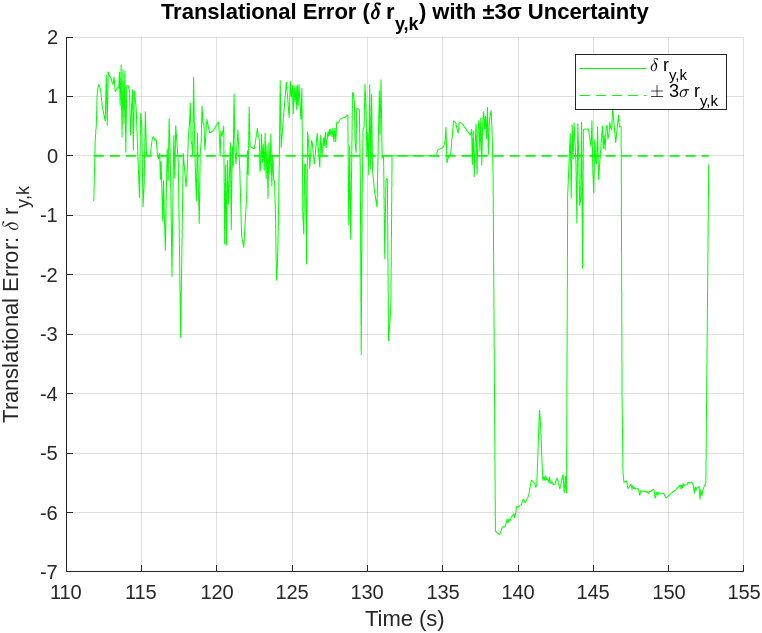 Translational Error (δ r_y,k) with ±3σ Uncertainty
δ r_y,k
± 3σ r_y,k
Translational Error: δ r_y,k
2
1
0
-1
-2
-3
-4
-5
-6
-7
110 115 120 125 130 135 140 145 150 155
Time (s)